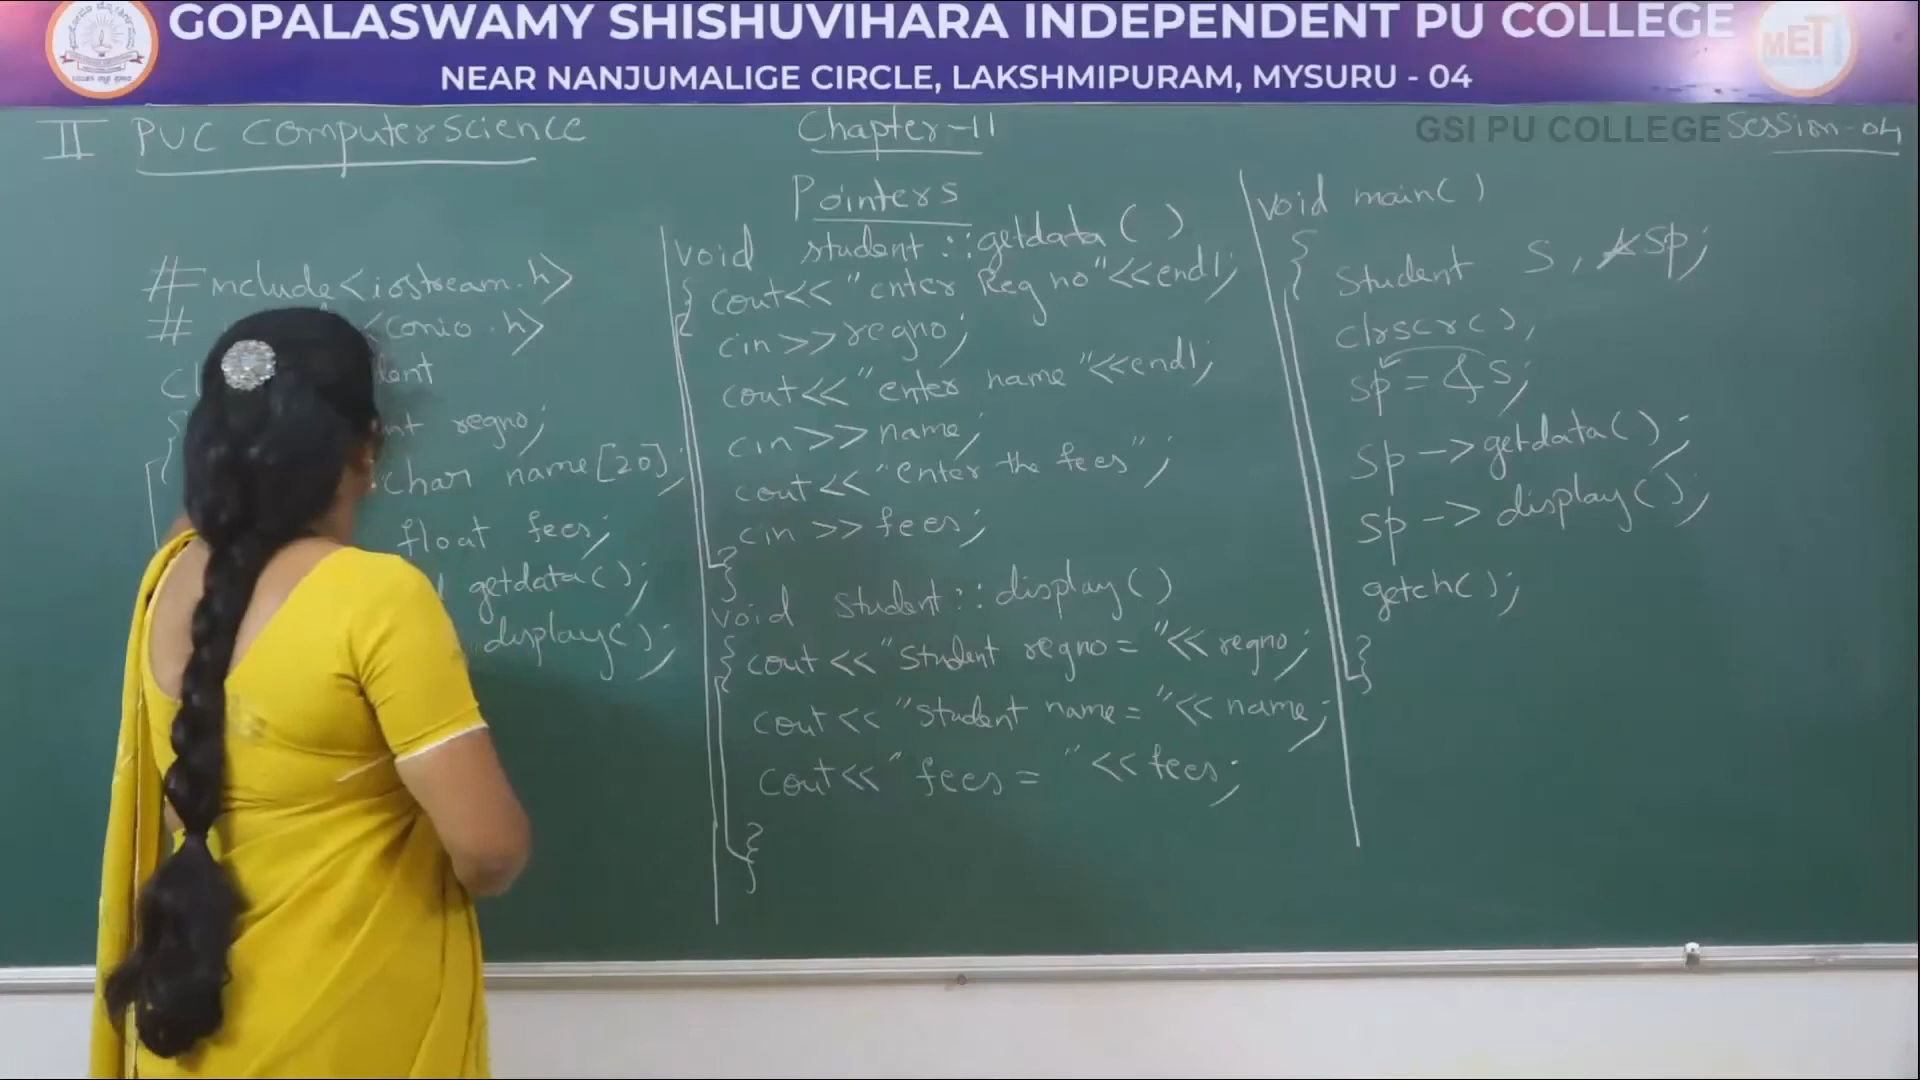 GOPALASWAMY SHISHUVIHARA INDEPENDENT PU COLLEGE
NEAR NANJUMALIGE CIRCLE, LAKSHMIPURAM, MYSURU - 04
MET
II PUC Computer Science
Chapter-11
GSI PU COLLEGE
Session-04
Pointers
#include<iostream.h>
# <conio.h>
regno;
char name[20];
float fees;
getdata();
display();
void student::getdata()
{ cout<<"enter Reg no"<<endl;
cin>>regno;
cout<<"enter name"<<endl;
cin>>name;
cout<<"enter the fees";
cin>>fees;
}
void student::display()
{ cout<<"student regno="<<regno;
cout<<"student name="<<name;
cout<<"fees= "<<fees;
}
void main()
{
Student S, *Sp;
clrscr();
sp=&s;
sp->getdata();
sp->display();
getch();
}